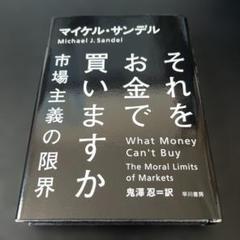 マイケル・サンデル
Michael J. Sandel
それを
お金で
買いますか
市場主義の限界
What Money
Can't Buy
The Moral Limits
of Markets
鬼澤 忍=訳
早川書房